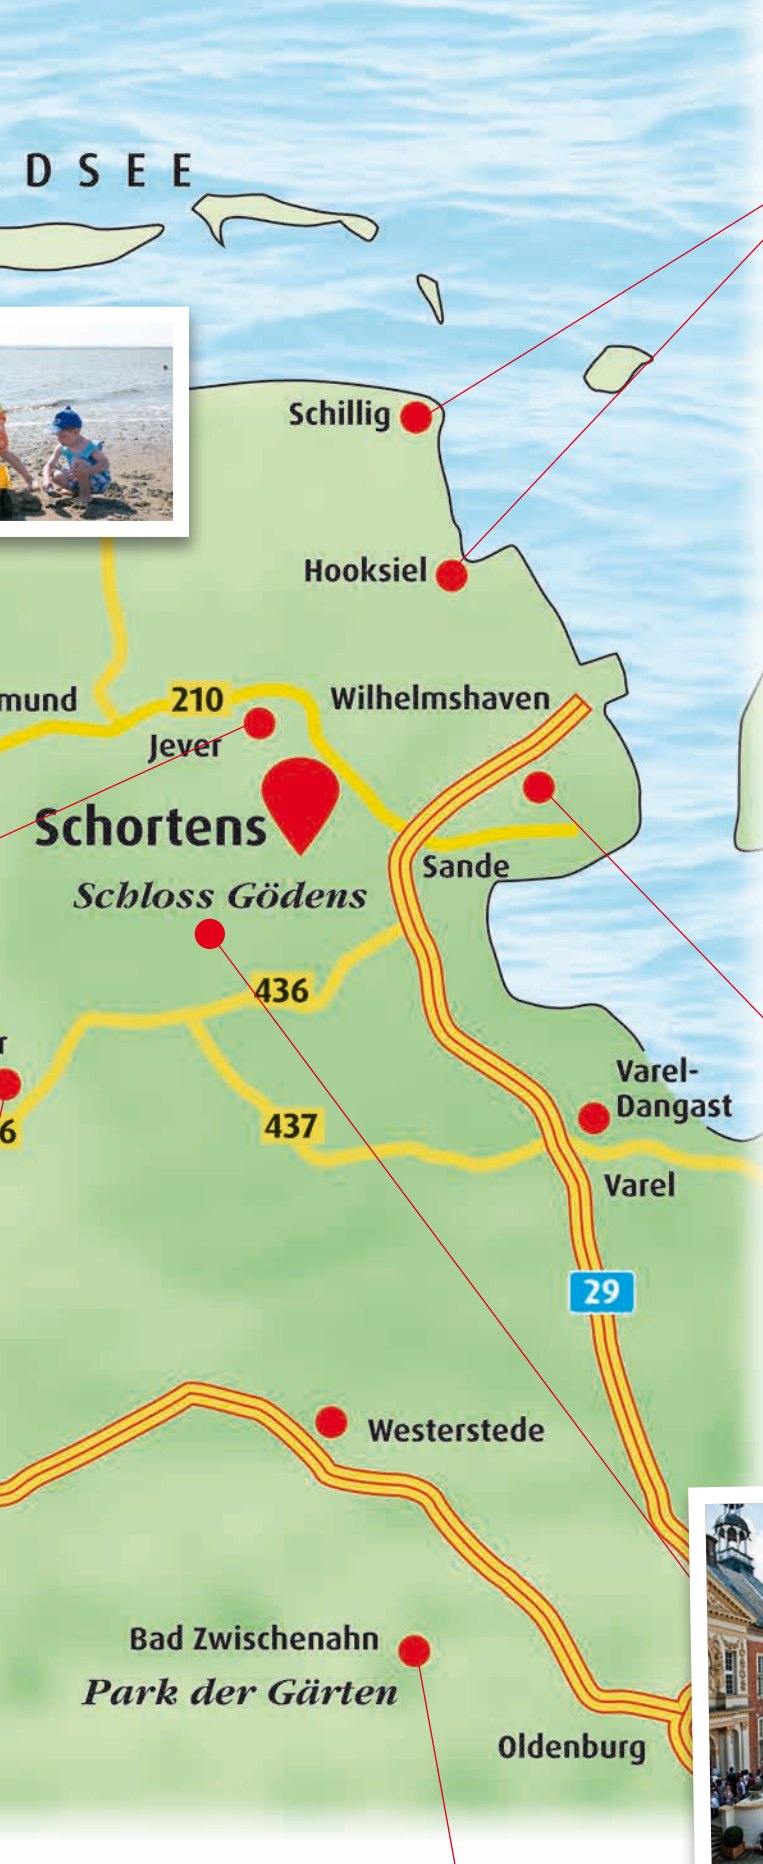 DSEE
Schillig
Hooksiel
mund
210
Wilhelmshaven
Jever
Schortens
Sande
Schloss Gödens
436
r
Varel-
Dangast
6
437
Varel
29
Westerstede
Bad Zwischenahn
Park der Gärten
Oldenburg